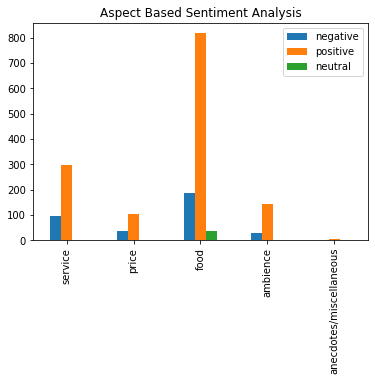 Aspect Based Sentiment Analysis
negative
positive
neutral
800
700
600
500
400
300
200
100
0
service
price
food
ambience
anecdotes/miscellaneous